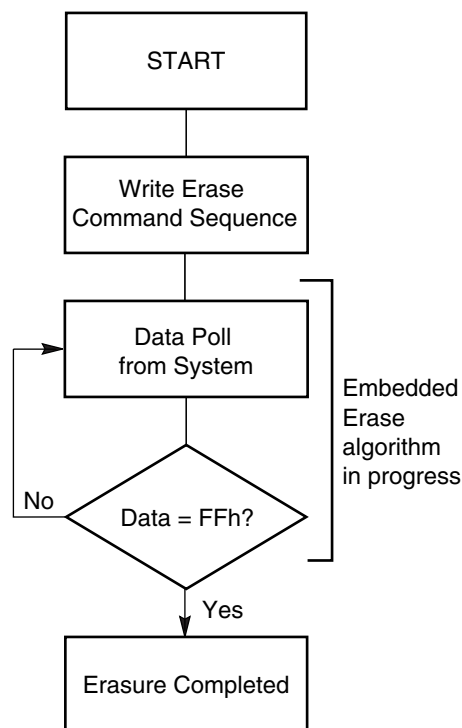 START
Write Erase
Command Sequence
Data Poll
from System
Embedded
Erase
algorithm
in progress
No
Data = FFh?
Yes
Erasure Completed